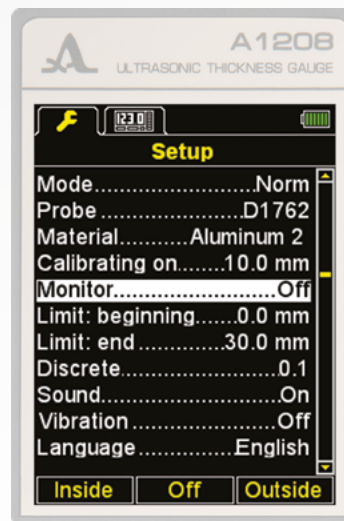 A1208
ULTRASONIC THICKNESS GAUGE
Setup
Mode..........................Norm
Probe ......................D1762
Material..........Aluminum 2
Calibrating on.......10.0 mm
Monitor..........................Off
Limit: beginning......0.0 mm
Limit: end .............30.0 mm
Discrete.........................0.1
Sound.............................On
Vibration .......................Off
Language...............English
Inside Off Outside